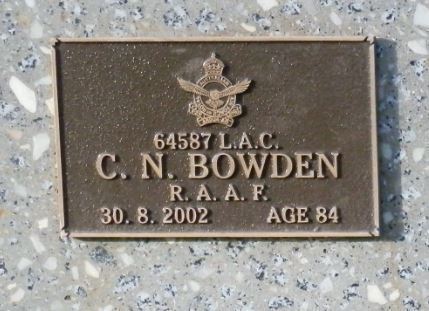 64587 L.A.C.
C. N. BOWDEN
R. A. A. F.
30. 8. 2002 AGE 84